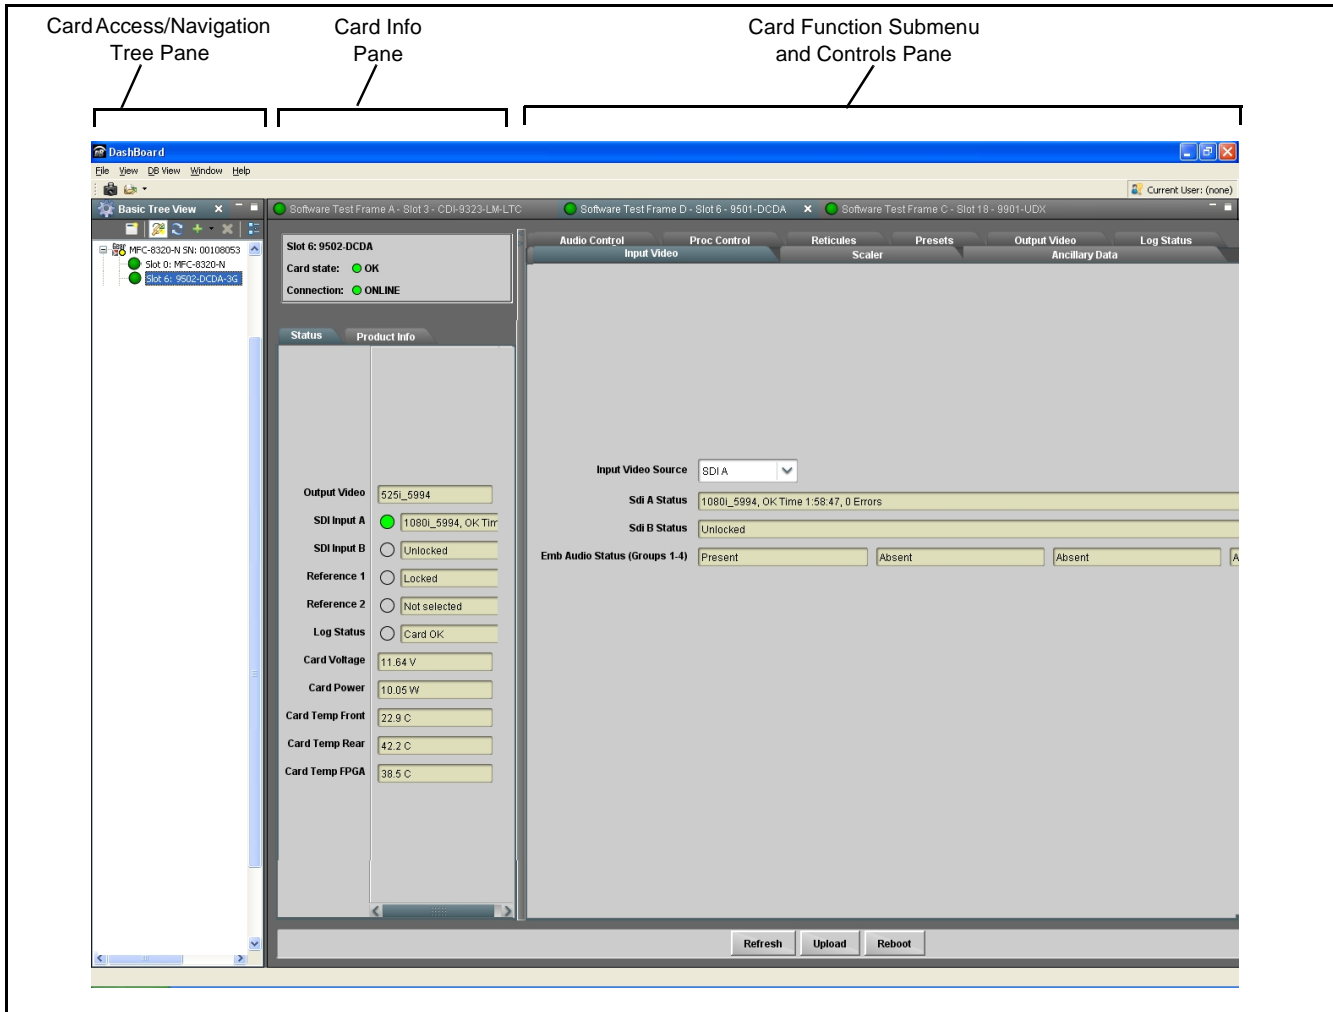 Card Access/Navigation
Tree Pane
Card Info
Pane
Card Function Submenu
and Controls Pane
DashBoard
File View DB View Window Help
Current User: (none)
Basic Tree View
Software Test Frame A - Slot 3 - CDI-9323-LM-LTC
Software Test Frame D - Slot 6 - 9501-DCDA
Software Test Frame C - Slot 18 - 9901-UDX
MFC-8320-N SN: 00108053
Slot 0: MFC-8320-N
Slot 6: 9502-DCDA-3G
Slot 6: 9502-DCDA
Card state: OK
Connection: ONLINE
Status Product Info
Output Video 525i_5994
SDI Input A 1080i_5994, OK Tim
SDI Input B Unlocked
Reference 1 Locked
Reference 2 Not selected
Log Status Card OK
Card Voltage 11.64 V
Card Power 10.05 W
Card Temp Front 22.9 C
Card Temp Rear 42.2 C
Card Temp FPGA 38.5 C
Audio Control Proc Control Reticules Presets Output Video Log Status
Input Video Scaler Ancillary Data
Input Video Source SDI A
Sdi A Status 1080i_5994, OK Time 1:58:47, 0 Errors
Sdi B Status Unlocked
Emb Audio Status (Groups 1-4) Present Absent Absent A
Refresh Upload Reboot